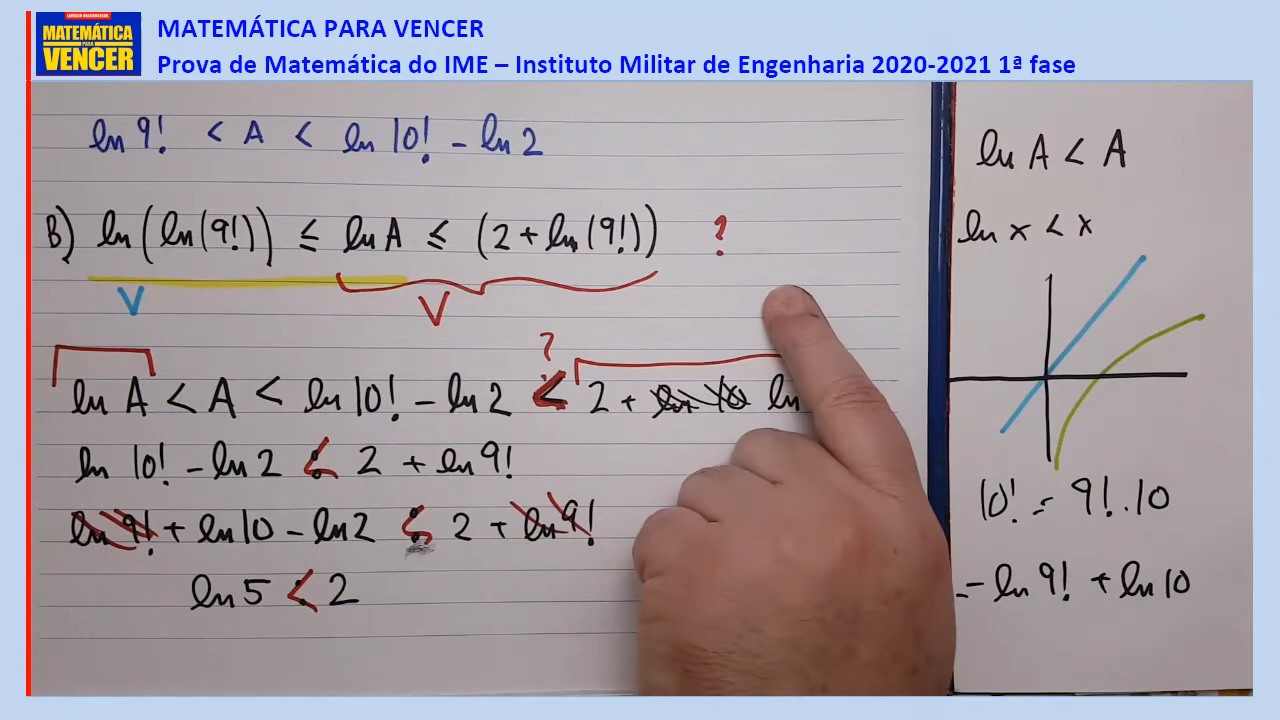 LAÉRCIO VASCONCELOS
MATEMÁTICA
PARA
VENCER
MATEMÁTICA PARA VENCER
Prova de Matemática do IME – Instituto Militar de Engenharia 2020-2021 1ª fase
ln 9! < A < ln 10! - ln 2
B) ln(ln(9!)) ≤ ln A ≤ (2 + ln(9!)) ?
V V
?
ln A < A < ln 10! - ln 2 < 2 + ln
ln 10! - ln 2 < 2 + ln 9!
ln 9! + ln 10 - ln 2 < 2 + ln 9!
ln 5 < 2
ln A < A
ln x < x
10! = 9! . 10
= ln 9! + ln 10